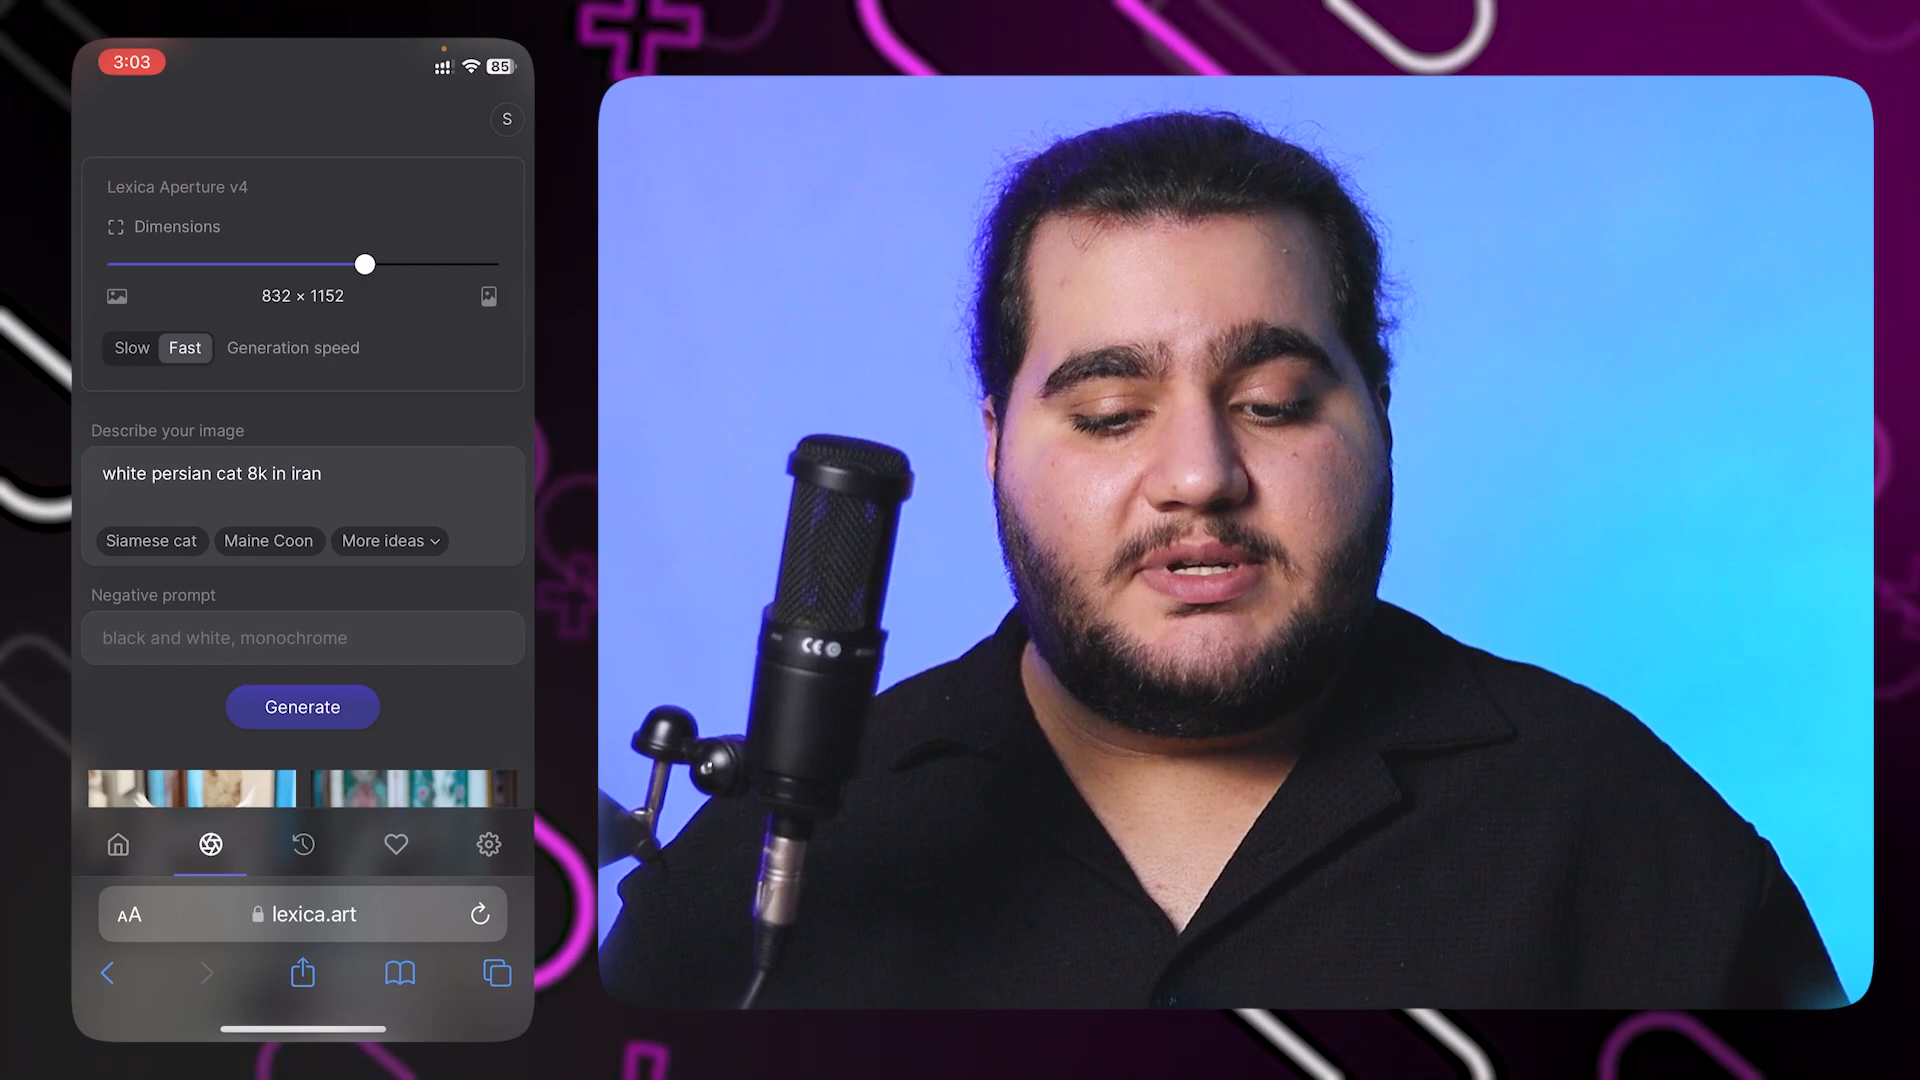 3:03
85
S
Lexica Aperture v4
Dimensions
832 × 1152
Slow Fast Generation speed
Describe your image
white persian cat 8k in iran
Siamese cat Maine Coon More ideas
Negative prompt
black and white, monochrome
Generate
AA lexica.art
CE